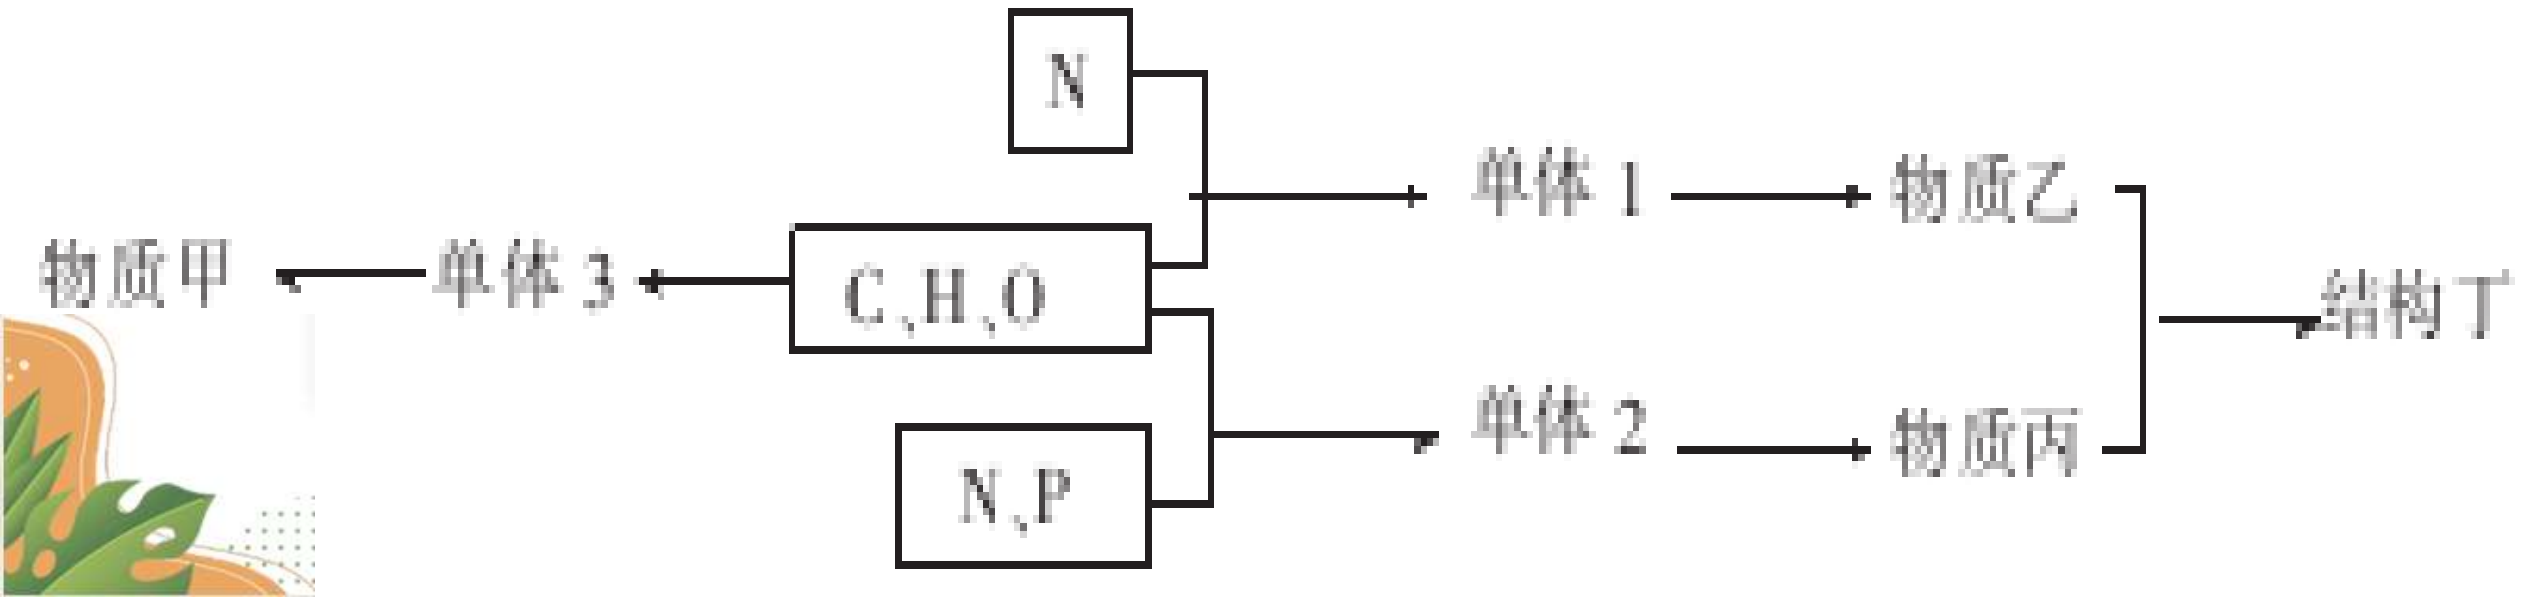 N
单体 1
物质乙
物质甲
单体 3
C、H、O
结构丁
单体 2
物质丙
N、P